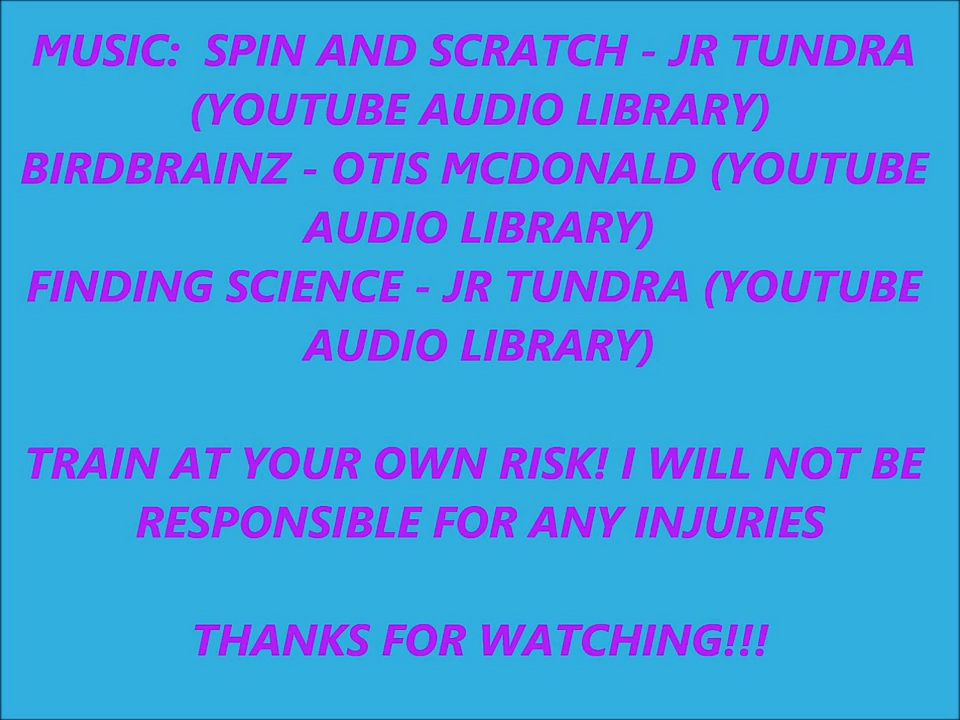 MUSIC:  SPIN AND SCRATCH - JR TUNDRA
(YOUTUBE AUDIO LIBRARY)
BIRDBRAINZ - OTIS MCDONALD (YOUTUBE
AUDIO LIBRARY)
FINDING SCIENCE - JR TUNDRA (YOUTUBE
AUDIO LIBRARY)
TRAIN AT YOUR OWN RISK! I WILL NOT BE
RESPONSIBLE FOR ANY INJURIES
THANKS FOR WATCHING!!!